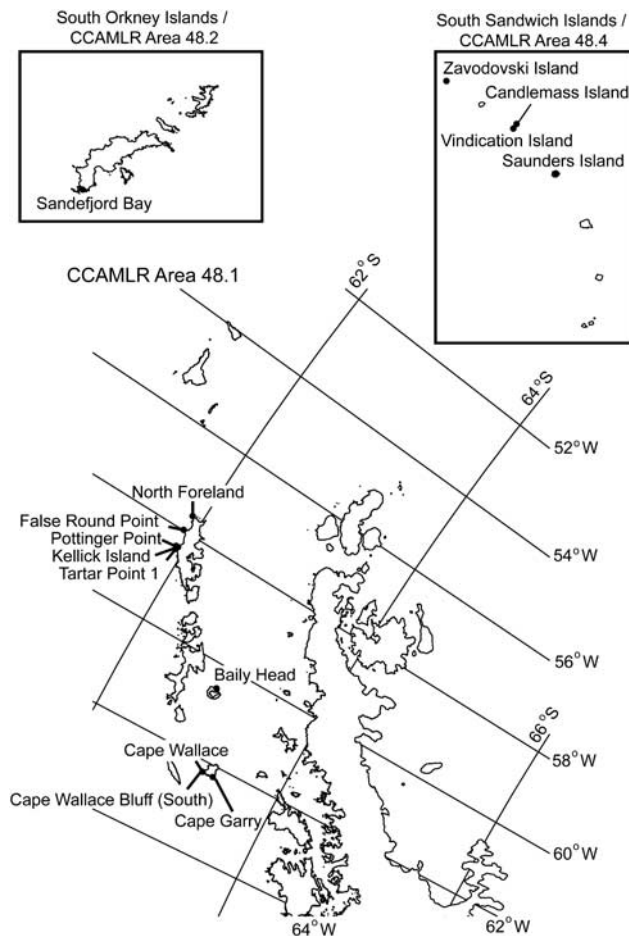 South Orkney Islands /
CCAMLR Area 48.2
Sandefjord Bay
South Sandwich Islands /
CCAMLR Area 48.4
Zavodovski Island
Candlemass Island
Vindication Island
Saunders Island
CCAMLR Area 48.1
62°S
64°S
52°W
North Foreland
False Round Point
Pottinger Point
Kellick Island
Tartar Point 1
54°W
56°W
Baily Head
66°S
Cape Wallace
58°W
Cape Wallace Bluff (South)
Cape Garry
60°W
64°W
62°W